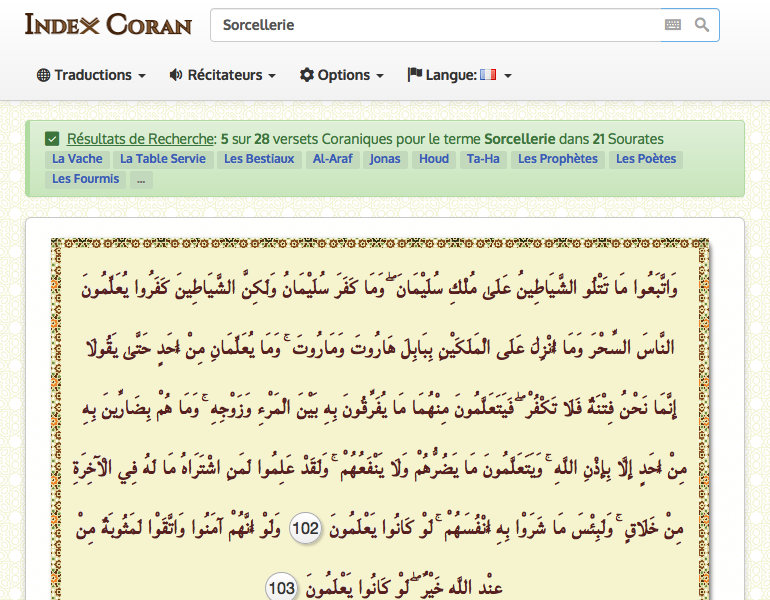 INDEX CORAN
Sorcellerie
Traductions
Récitateurs
Options
Langue:
Résultats de Recherche: 5 sur 28 versets Coraniques pour le terme Sorcellerie dans 21 Sourates
La Vache La Table Servie Les Bestiaux Al-Araf Jonas Houd Ta-Ha Les Prophètes Les Poètes
Les Fourmis ...
وَاتَّبَعُوا مَا تَتْلُو الشَّيَاطِينُ عَلَىٰ مُلْكِ سُلَيْمَانَ ۖ وَمَا كَفَرَ سُلَيْمَانُ وَلَٰكِنَّ الشَّيَاطِينَ كَفَرُوا يُعَلِّمُونَ
النَّاسَ السِّحْرَ وَمَا أُنْزِلَ عَلَى الْمَلَكَيْنِ بِبَابِلَ هَارُوتَ وَمَارُوتَ ۚ وَمَا يُعَلِّمَانِ مِنْ أَحَدٍ حَتَّىٰ يَقُولَا
إِنَّمَا نَحْنُ فِتْنَةٌ فَلَا تَكْفُرْ ۖ فَيَتَعَلَّمُونَ مِنْهُمَا مَا يُفَرِّقُونَ بِهِ بَيْنَ الْمَرْءِ وَزَوْجِهِ ۚ وَمَا هُمْ بِضَارِّينَ بِهِ
مِنْ أَحَدٍ إِلَّا بِإِذْنِ اللَّهِ ۚ وَيَتَعَلَّمُونَ مَا يَضُرُّهُمْ وَلَا يَنْفَعُهُمْ ۚ وَلَقَدْ عَلِمُوا لَمَنِ اشْتَرَاهُ مَا لَهُ فِي الْآخِرَةِ
مِنْ خَلَاقٍ ۚ وَلَبِئْسَ مَا شَرَوْا بِهِ أَنْفُسَهُمْ ۚ لَوْ كَانُوا يَعْلَمُونَ 102 وَلَوْ أَنَّهُمْ آمَنُوا وَاتَّقَوْا لَمَثُوبَةٌ مِنْ
عِنْدِ اللَّهِ خَيْرٌ ۖ لَوْ كَانُوا يَعْلَمُونَ 103